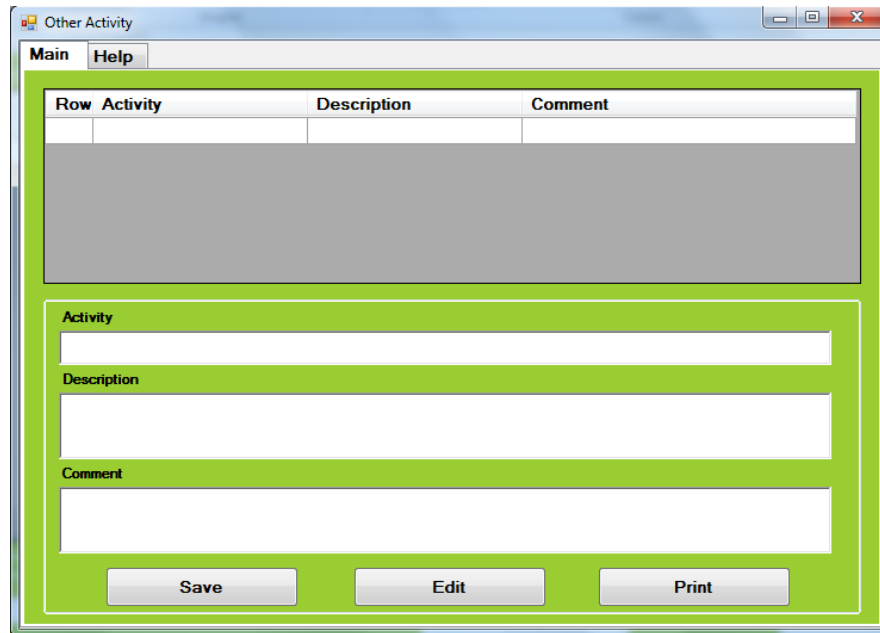 Other Activity
Main Help
Row Activity Description Comment
Activity
Description
Comment
Save Edit Print